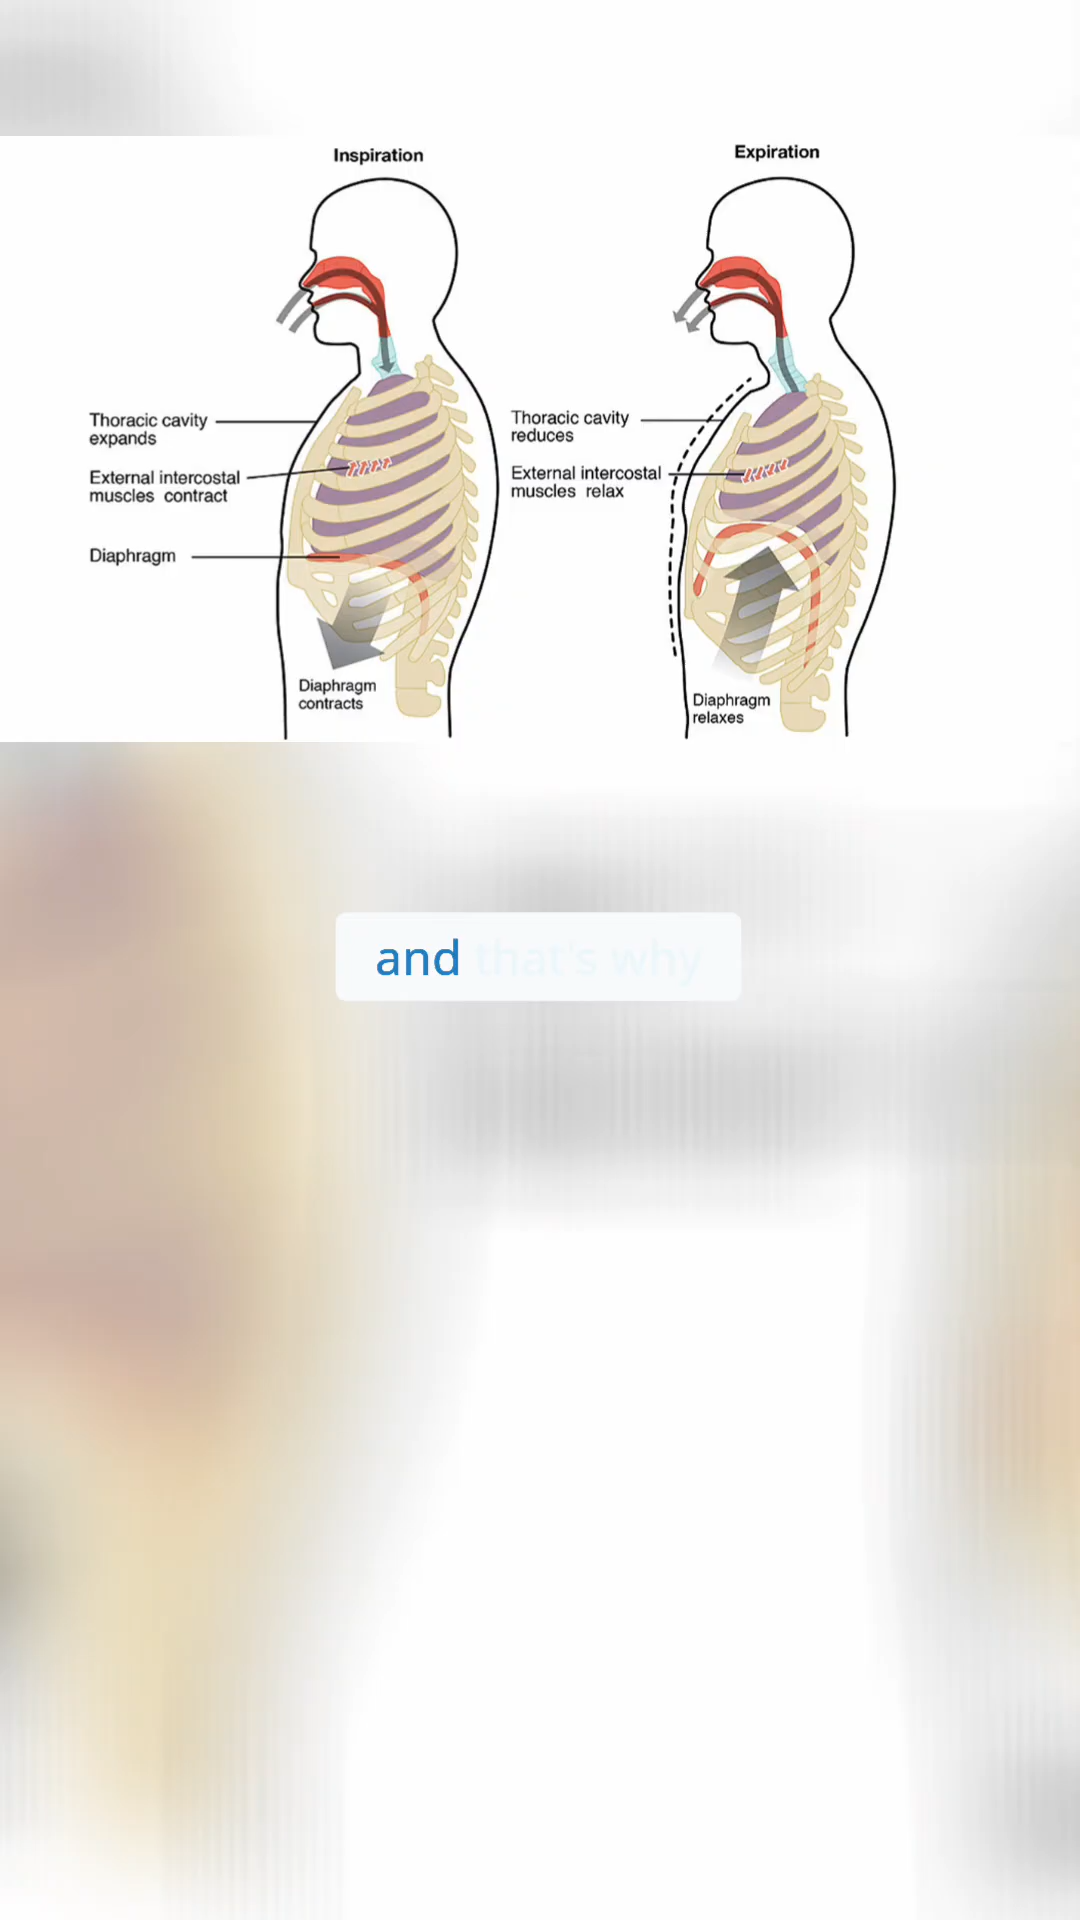 Inspiration
Thoracic cavity
expands
External intercostal
muscles contract
Diaphragm
Diaphragm
contracts
Expiration
Thoracic cavity
reduces
External intercostal
muscles relax
Diaphragm
relaxes
and that's why